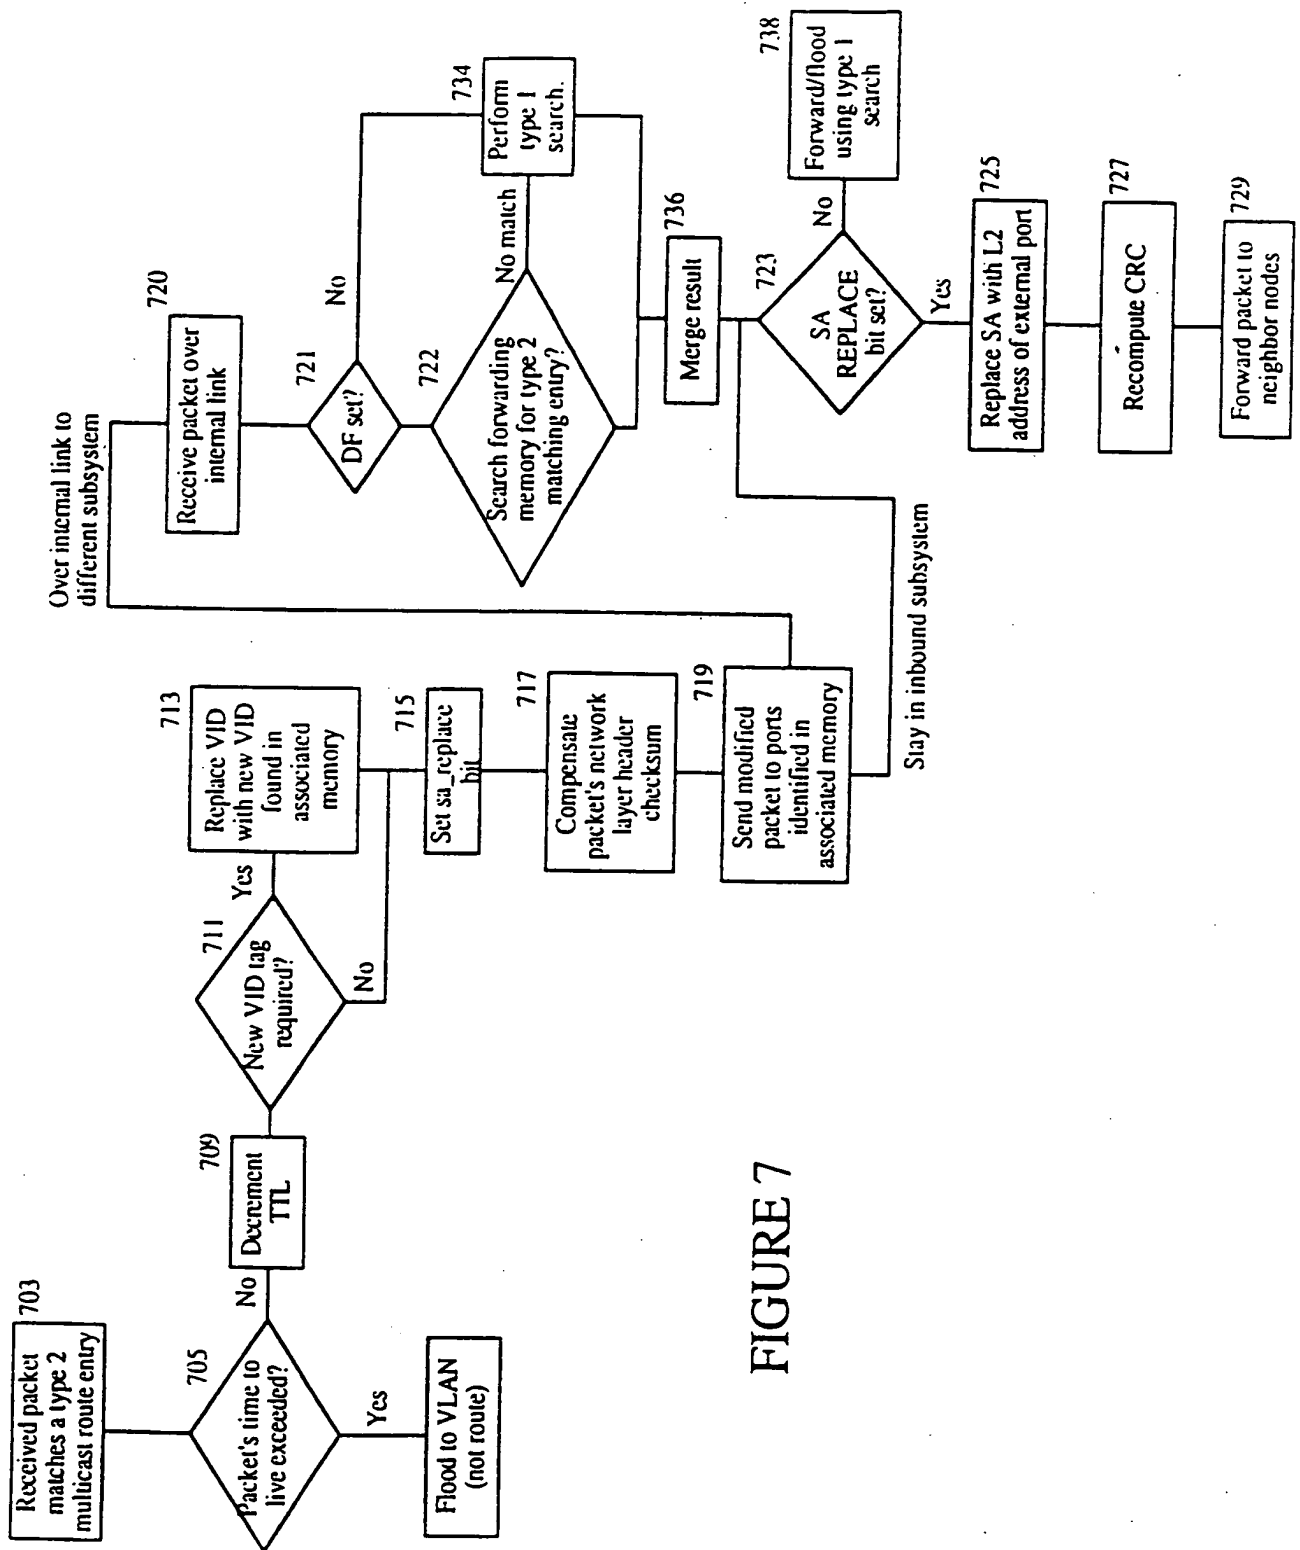 703
Received packet
matches a type 2
multicast route entry
705
Packet's time to
live exceeded?
Yes
Flood to VLAN
(not route)
No
709
Decrement
TTL
711
New VID tag
required?
Yes
No
713
Replace VID
with new VID
found in
associated
memory
715
Set sa_replace
bit
717
Compensate
packet's network
layer header
checksum
719
Send modified
packet to ports
identified in
associated memory
Over internal link to
different subsystem
Stay in inbound subsystem
720
Receive packet over
internal link
721
DF set?
No
722
Search forwarding
memory for type 2
matching entry?
No match
734
Perform
type 1
search.
736
Merge result
723
SA
REPLACE
bit set?
No
738
Forward/flood
using type 1
search
Yes
725
Replace SA with L2
address of external port
727
Recompute CRC
729
Forward packet to
neighbor nodes
FIGURE 7